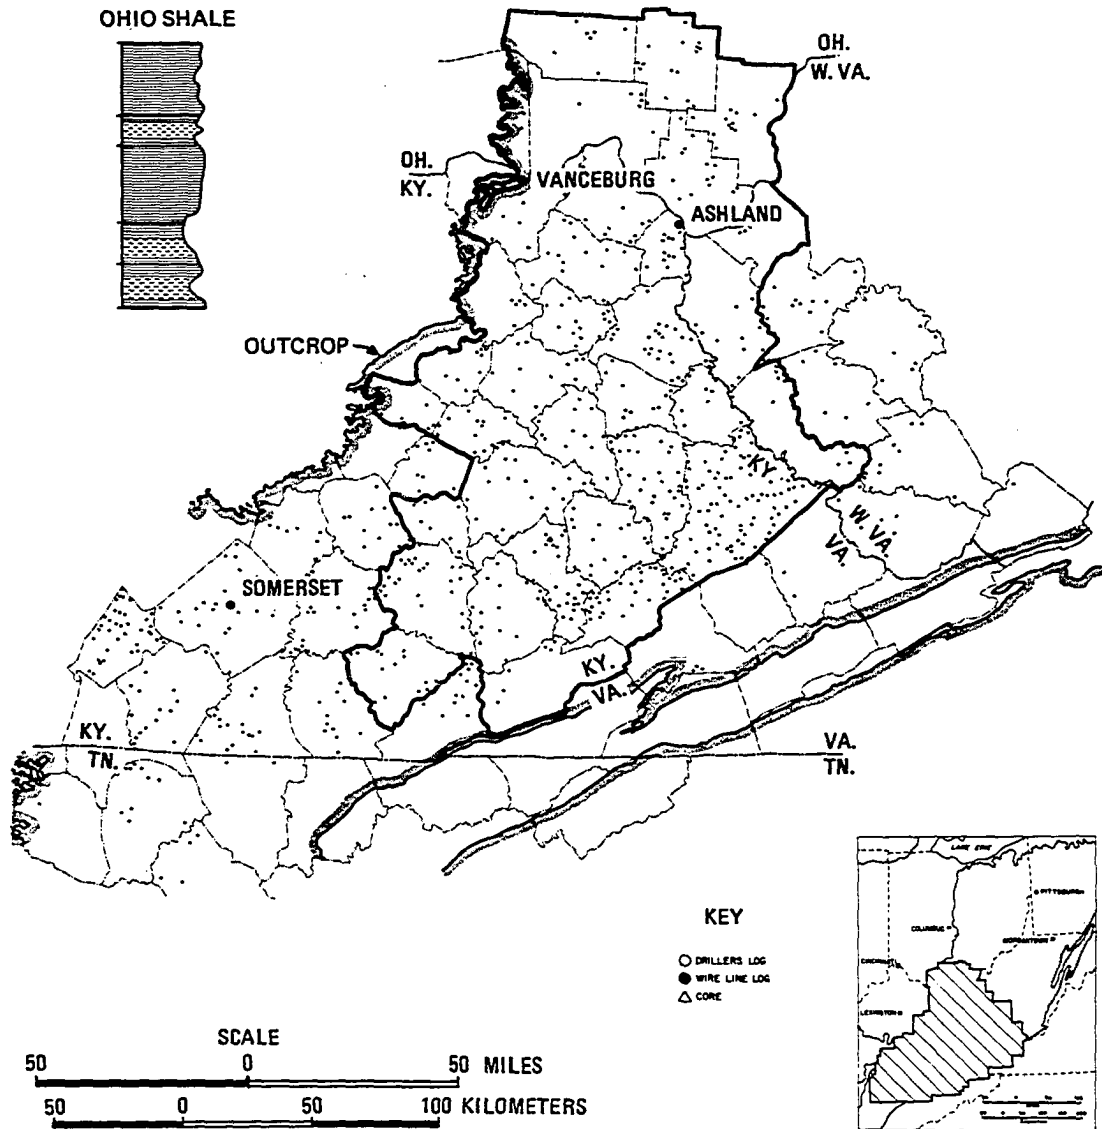 OHIO SHALE
OH.
W. VA.
OH.
KY.
VANCEBURG
ASHLAND
OUTCROP
KY
W. VA.
VA.
SOMERSET
KY.
VA.
KY.
TN.
VA.
TN.
KEY
DRILLERS LOG
WIRE LINE LOG
CORE
LAKE ERIE
PITTSBURGH
COLUMBUS
MORGANTOWN
CINCINNATI
LEXINGTON
SCALE
50 0 50 MILES
50 0 50 100 KILOMETERS